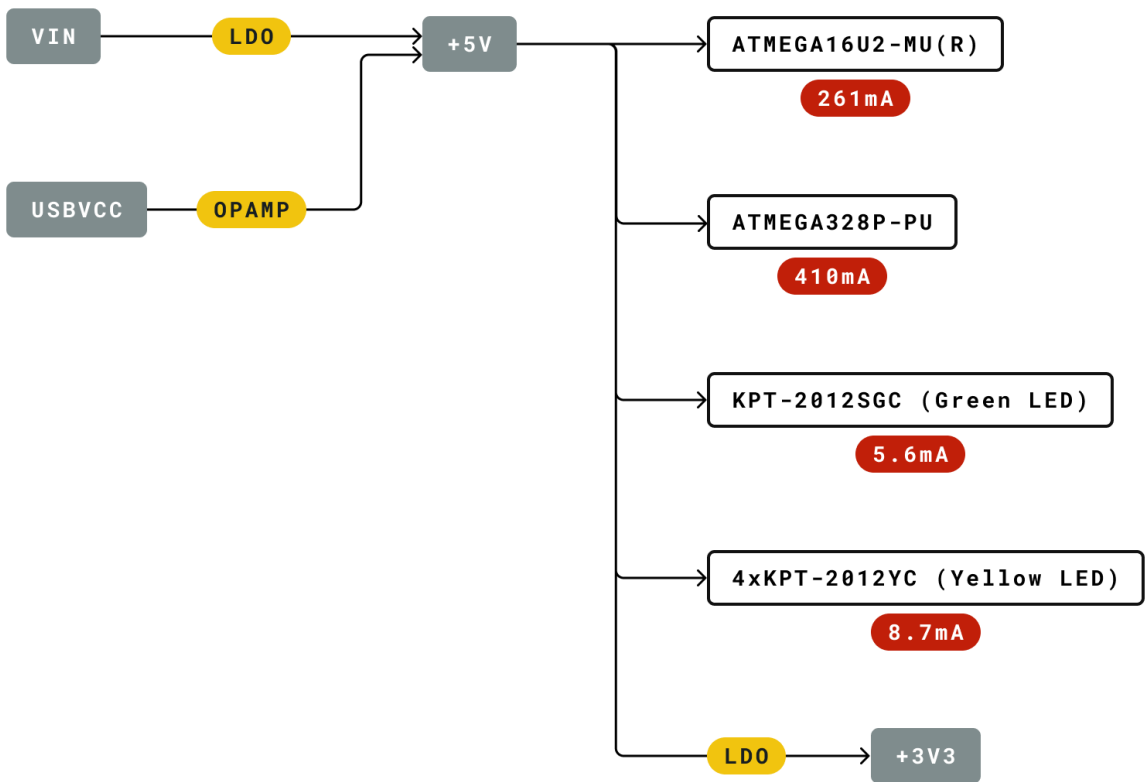 VIN
LDO
+5V
ATMEGA16U2-MU(R)
261mA
USBVCC
OPAMP
ATMEGA328P-PU
410mA
KPT-2012SGC (Green LED)
5.6mA
4xKPT-2012YC (Yellow LED)
8.7mA
LDO
+3V3